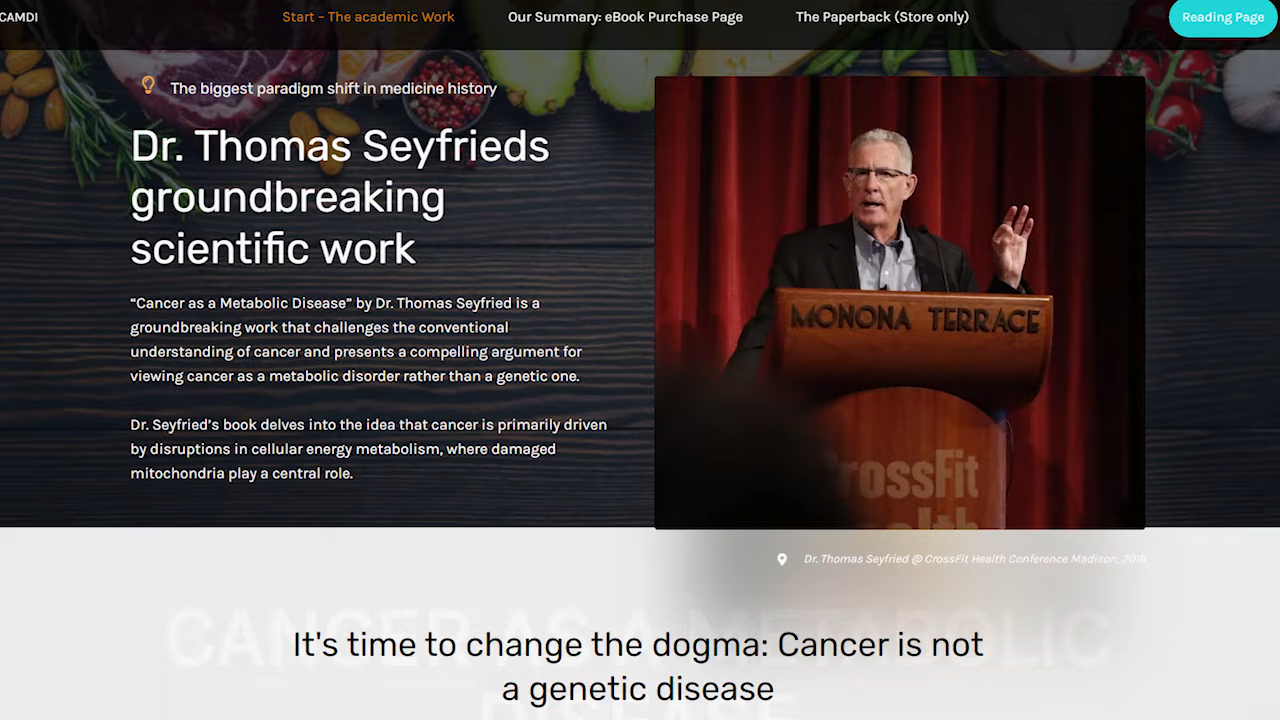 CAMDI
Start – The academic Work
Our Summary: eBook Purchase Page
The Paperback (Store only)
Reading Page
The biggest paradigm shift in medicine history
Dr. Thomas Seyfrieds
groundbreaking
scientific work
“Cancer as a Metabolic Disease” by Dr. Thomas Seyfried is a
groundbreaking work that challenges the conventional
understanding of cancer and presents a compelling argument for
viewing cancer as a metabolic disorder rather than a genetic one.
Dr. Seyfried’s book delves into the idea that cancer is primarily driven
by disruptions in cellular energy metabolism, where damaged
mitochondria play a central role.
MONONA TERRACE
CrossFit
Health
Dr. Thomas Seyfried @ CrossFit Health Conference Madison, 2018
CANCER AS A METABOLIC
DISEASE
It's time to change the dogma: Cancer is not
a genetic disease